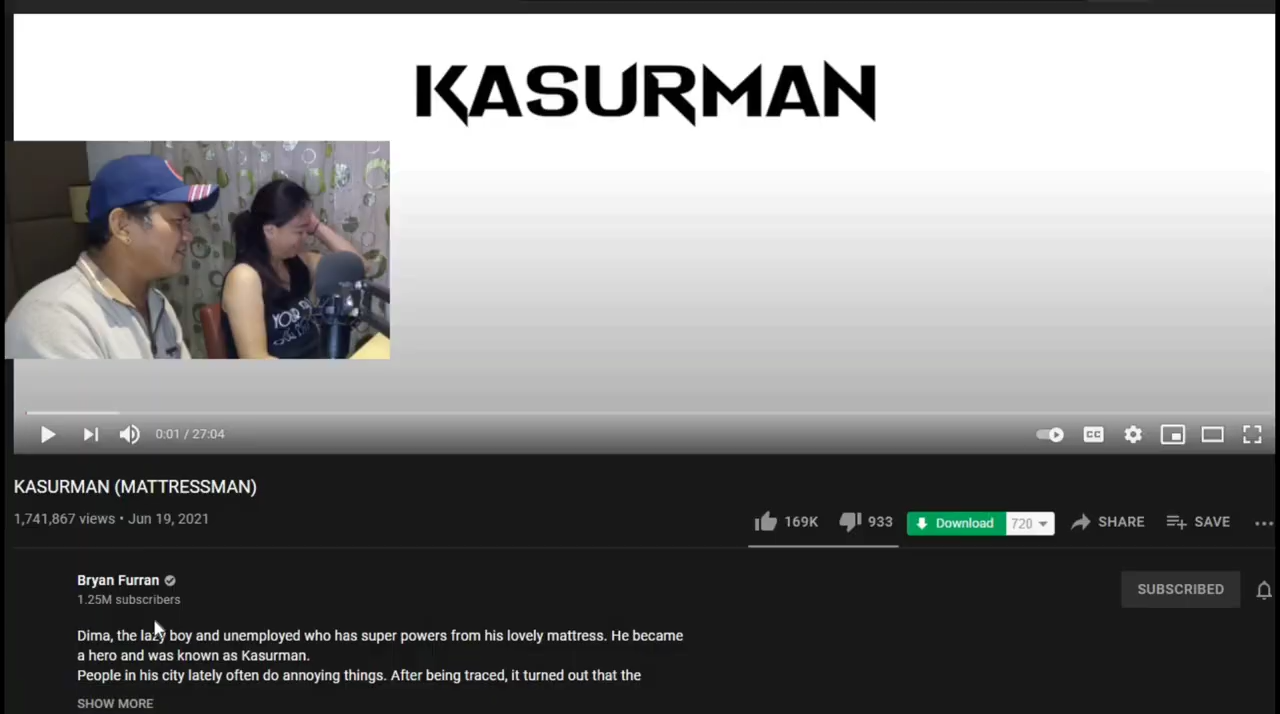 KASURMAN
YOU
0:01 / 27:04
CC
KASURMAN (MATTRESSMAN)
1,741,867 views • Jun 19, 2021
169K
933
Download
720
SHARE
SAVE
Bryan Furran
1.25M subscribers
SUBSCRIBED
Dima, the lazy boy and unemployed who has super powers from his lovely mattress. He became
a hero and was known as Kasurman.
People in his city lately often do annoying things. After being traced, it turned out that the
SHOW MORE